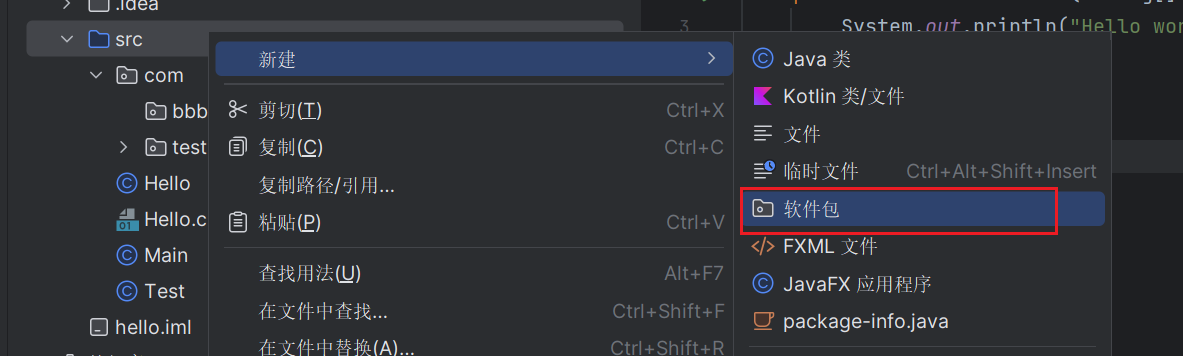 .idea
src
com
bbb
test
Hello
Hello.c
Main
Test
hello.iml
新建
剪切(T) Ctrl+X
复制(C) Ctrl+C
复制路径/引用...
粘贴(P) Ctrl+V
查找用法(U) Alt+F7
在文件中查找... Ctrl+Shift+F
在文件中替换(A)... Ctrl+Shift+R
3 System.out.println("Hello wor
Java 类
Kotlin 类/文件
文件
临时文件 Ctrl+Alt+Shift+Insert
软件包
FXML 文件
JavaFX 应用程序
package-info.java